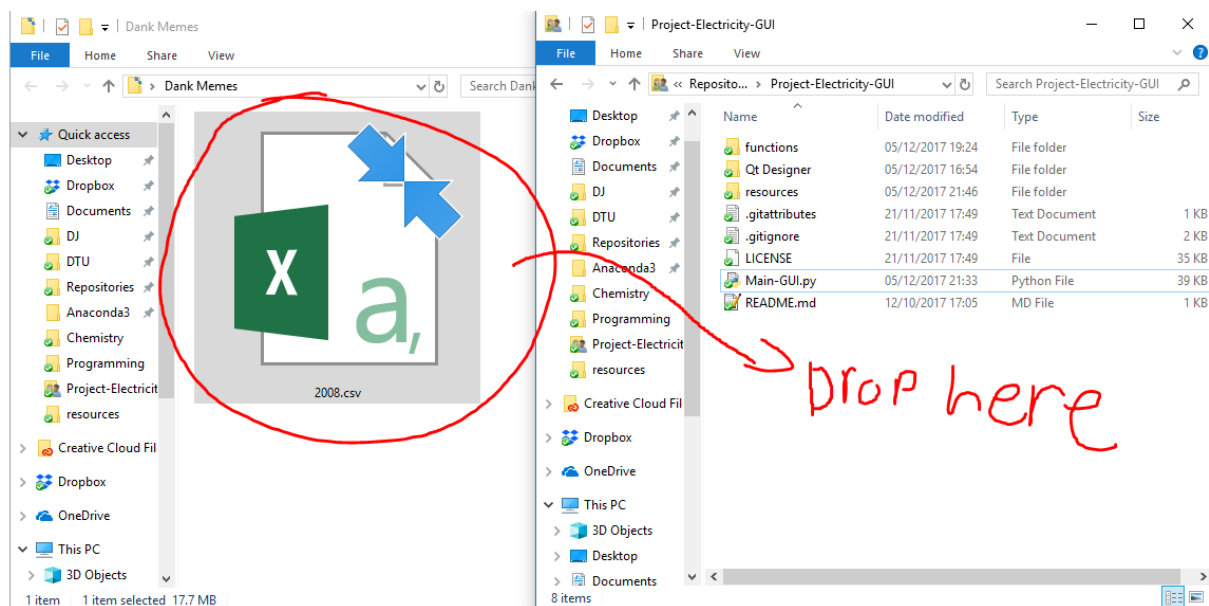 Dank Memes
File Home Share View
Dank Memes
Search Dank
Quick access
Desktop
Dropbox
Documents
DJ
DTU
Repositories
Anaconda3
Chemistry
Programming
Project-Electricit
resources
Creative Cloud Fil
Dropbox
OneDrive
This PC
3D Objects
1 item 1 item selected 17.7 MB
X
a,
2008.csv
Project-Electricity-GUI
File Home Share View
« Reposito... Project-Electricity-GUI
Search Project-Electricity-GUI
Desktop
Dropbox
Documents
DJ
DTU
Repositories
Anaconda3
Chemistry
Programming
Project-Electricit
resources
Creative Cloud Fil
Dropbox
OneDrive
This PC
3D Objects
Desktop
Documents
8 items
Name Date modified Type Size
functions 05/12/2017 19:24 File folder
Qt Designer 05/12/2017 16:54 File folder
resources 05/12/2017 21:46 File folder
.gitattributes 21/11/2017 17:49 Text Document 1 KB
.gitignore 21/11/2017 17:49 Text Document 2 KB
LICENSE 21/11/2017 17:49 File 35 KB
Main-GUI.py 05/12/2017 21:33 Python File 39 KB
README.md 12/10/2017 17:05 MD File 1 KB
Drop here